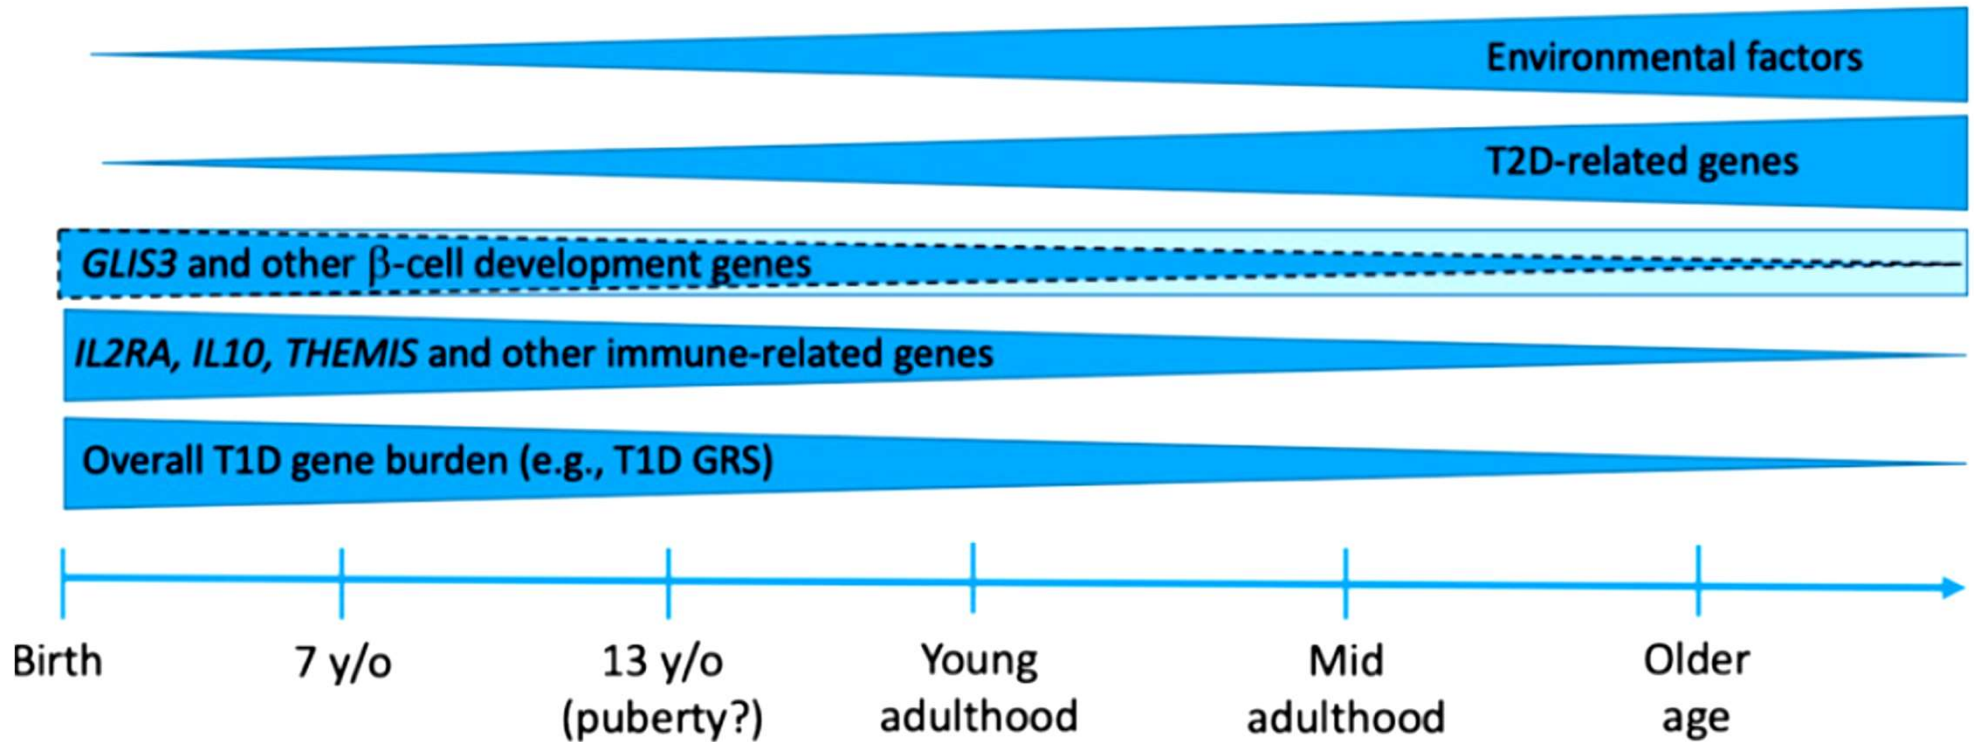 Environmental factors
T2D-related genes
GLIS3 and other β-cell development genes
IL2RA, IL10, THEMIS and other immune-related genes
Overall T1D gene burden (e.g., T1D GRS)
Birth
7 y/o
13 y/o
(puberty?)
Young
adulthood
Mid
adulthood
Older
age